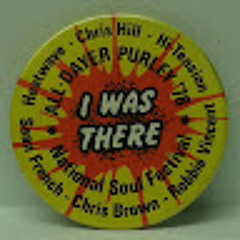 Heatwave - Chris Hill - Hi Tension
ALL-DAYER PURLEY '78
I WAS
THERE
National Soul Festival
Sean French - Chris Brown - Robbie Vincent